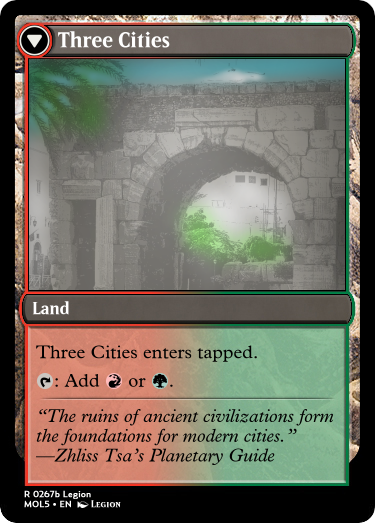 Three Cities
Land
Three Cities enters tapped.
: Add or .
“The ruins of ancient civilizations form
the foundations for modern cities.”
—Zhliss Tsa’s Planetary Guide
R 0267b Legion
MOL5 • EN Legion